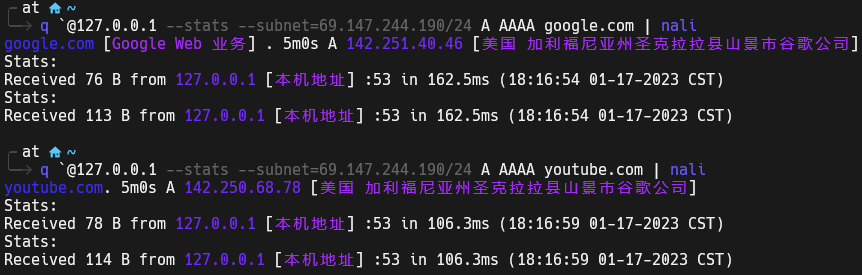 at ~
q `@127.0.0.1 --stats --subnet=69.147.244.190/24 A AAAA google.com | nali
google.com [Google Web 业务] . 5m0s A 142.251.40.46 [美国 加利福尼亚州圣克拉拉县山景市谷歌公司]
Stats:
Received 76 B from 127.0.0.1 [本机地址] :53 in 162.5ms (18:16:54 01-17-2023 CST)
Stats:
Received 113 B from 127.0.0.1 [本机地址] :53 in 162.5ms (18:16:54 01-17-2023 CST)
at ~
q `@127.0.0.1 --stats --subnet=69.147.244.190/24 A AAAA youtube.com | nali
youtube.com. 5m0s A 142.250.68.78 [美国 加利福尼亚州圣克拉拉县山景市谷歌公司]
Stats:
Received 78 B from 127.0.0.1 [本机地址] :53 in 106.3ms (18:16:59 01-17-2023 CST)
Stats:
Received 114 B from 127.0.0.1 [本机地址] :53 in 106.3ms (18:16:59 01-17-2023 CST)